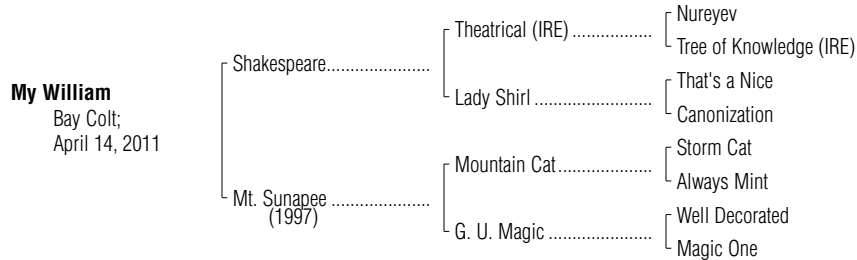 Nureyev
Theatrical (IRE) ..................
Tree of Knowledge (IRE)
Shakespeare.......................
That's a Nice
Lady Shirl ..........................
Canonization
My William
Bay Colt;
April 14, 2011
Storm Cat
Mountain Cat.....................
Always Mint
Mt. Sunapee ......................
(1997)
Well Decorated
G. U. Magic .......................
Magic One